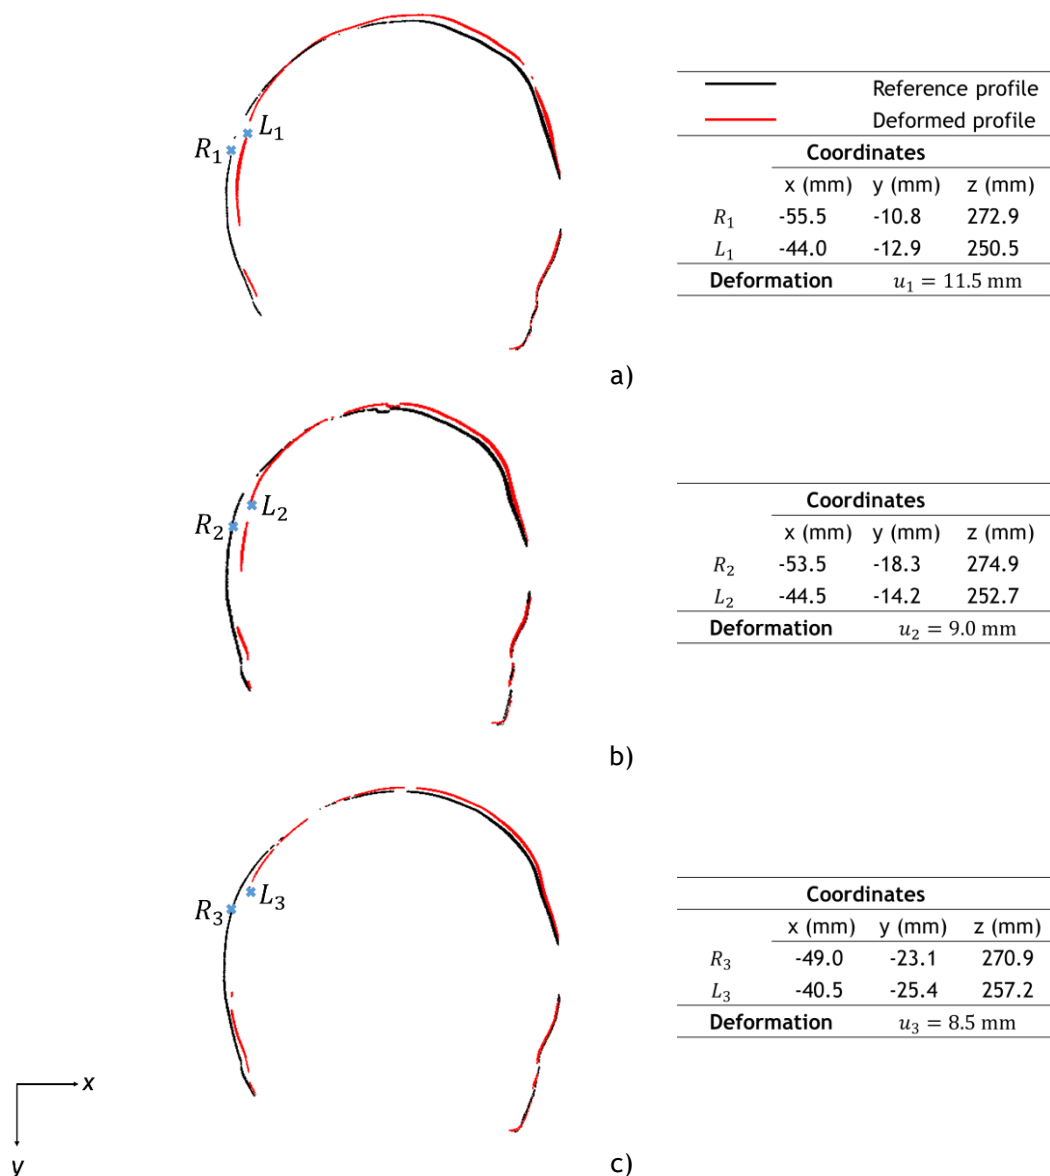 Reference profile
Deformed profile
L₁
R₁
Coordinates
x (mm) y (mm) z (mm)
R₁ -55.5 -10.8 272.9
L₁ -44.0 -12.9 250.5
Deformation u₁ = 11.5 mm
a)
L₂
R₂
Coordinates
x (mm) y (mm) z (mm)
R₂ -53.5 -18.3 274.9
L₂ -44.5 -14.2 252.7
Deformation u₂ = 9.0 mm
b)
L₃
R₃
Coordinates
x (mm) y (mm) z (mm)
R₃ -49.0 -23.1 270.9
L₃ -40.5 -25.4 257.2
Deformation u₃ = 8.5 mm
x
y
c)